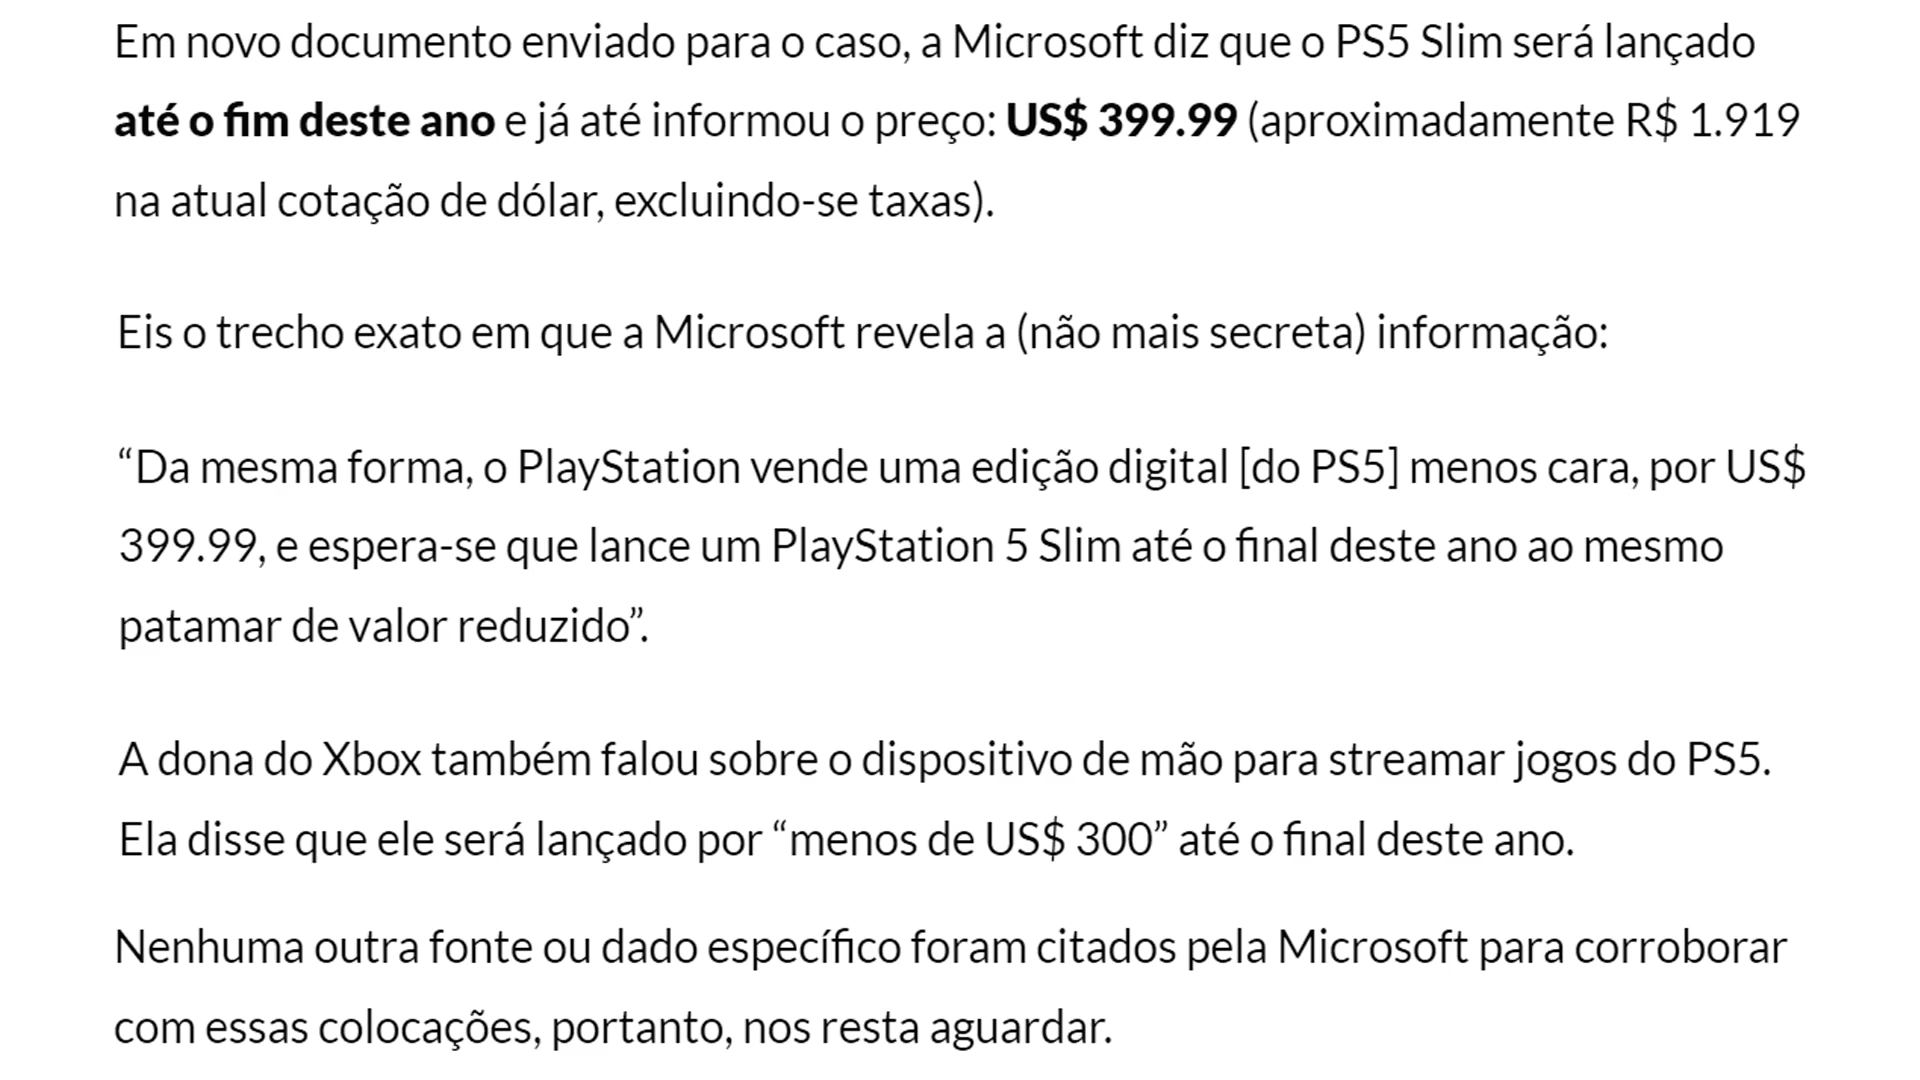 Em novo documento enviado para o caso, a Microsoft diz que o PS5 Slim será lançado
até o fim deste ano e já até informou o preço: US$ 399.99 (aproximadamente R$ 1.919
na atual cotação de dólar, excluindo-se taxas).
Eis o trecho exato em que a Microsoft revela a (não mais secreta) informação:
“Da mesma forma, o PlayStation vende uma edição digital [do PS5] menos cara, por US$
399.99, e espera-se que lance um PlayStation 5 Slim até o final deste ano ao mesmo
patamar de valor reduzido”.
A dona do Xbox também falou sobre o dispositivo de mão para streamar jogos do PS5.
Ela disse que ele será lançado por “menos de US$ 300” até o final deste ano.
Nenhuma outra fonte ou dado específico foram citados pela Microsoft para corroborar
com essas colocações, portanto, nos resta aguardar.